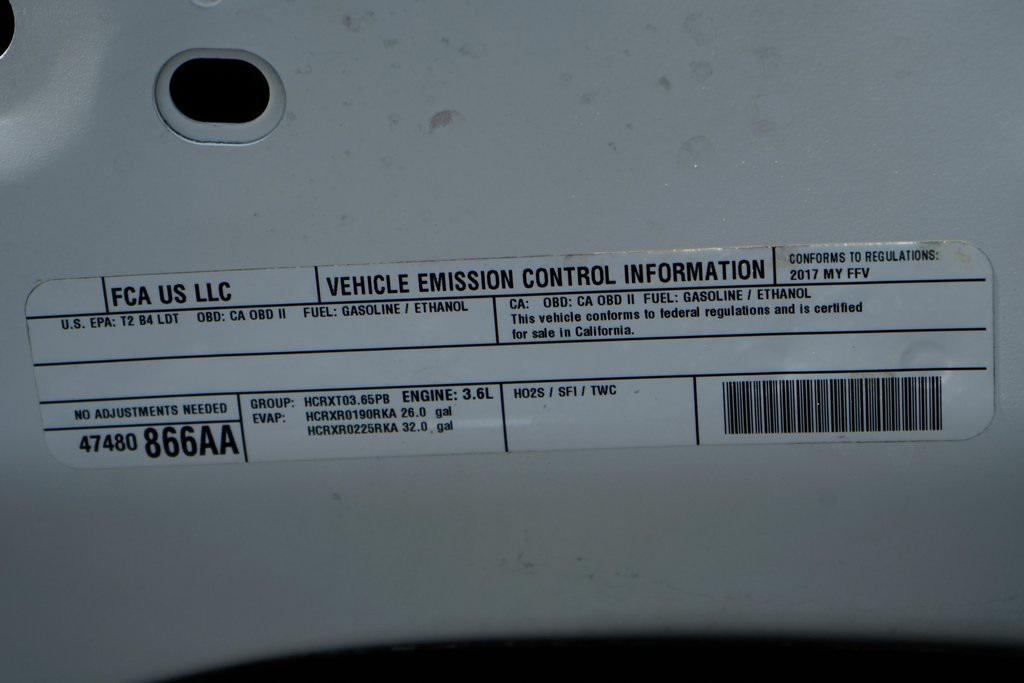 FCA US LLC
VEHICLE EMISSION CONTROL INFORMATION
CONFORMS TO REGULATIONS:
2017 MY FFV
U.S. EPA: T2 B4 LDT OBD: CA OBD II FUEL: GASOLINE / ETHANOL
CA: OBD: CA OBD II FUEL: GASOLINE / ETHANOL
This vehicle conforms to federal regulations and is certified
for sale in California.
NO ADJUSTMENTS NEEDED
47480 866AA
GROUP: HCRXT03.65PB ENGINE: 3.6L
EVAP: HCRXR0190RKA 26.0 gal
HCRXR0225RKA 32.0 gal
HO2S / SFI / TWC